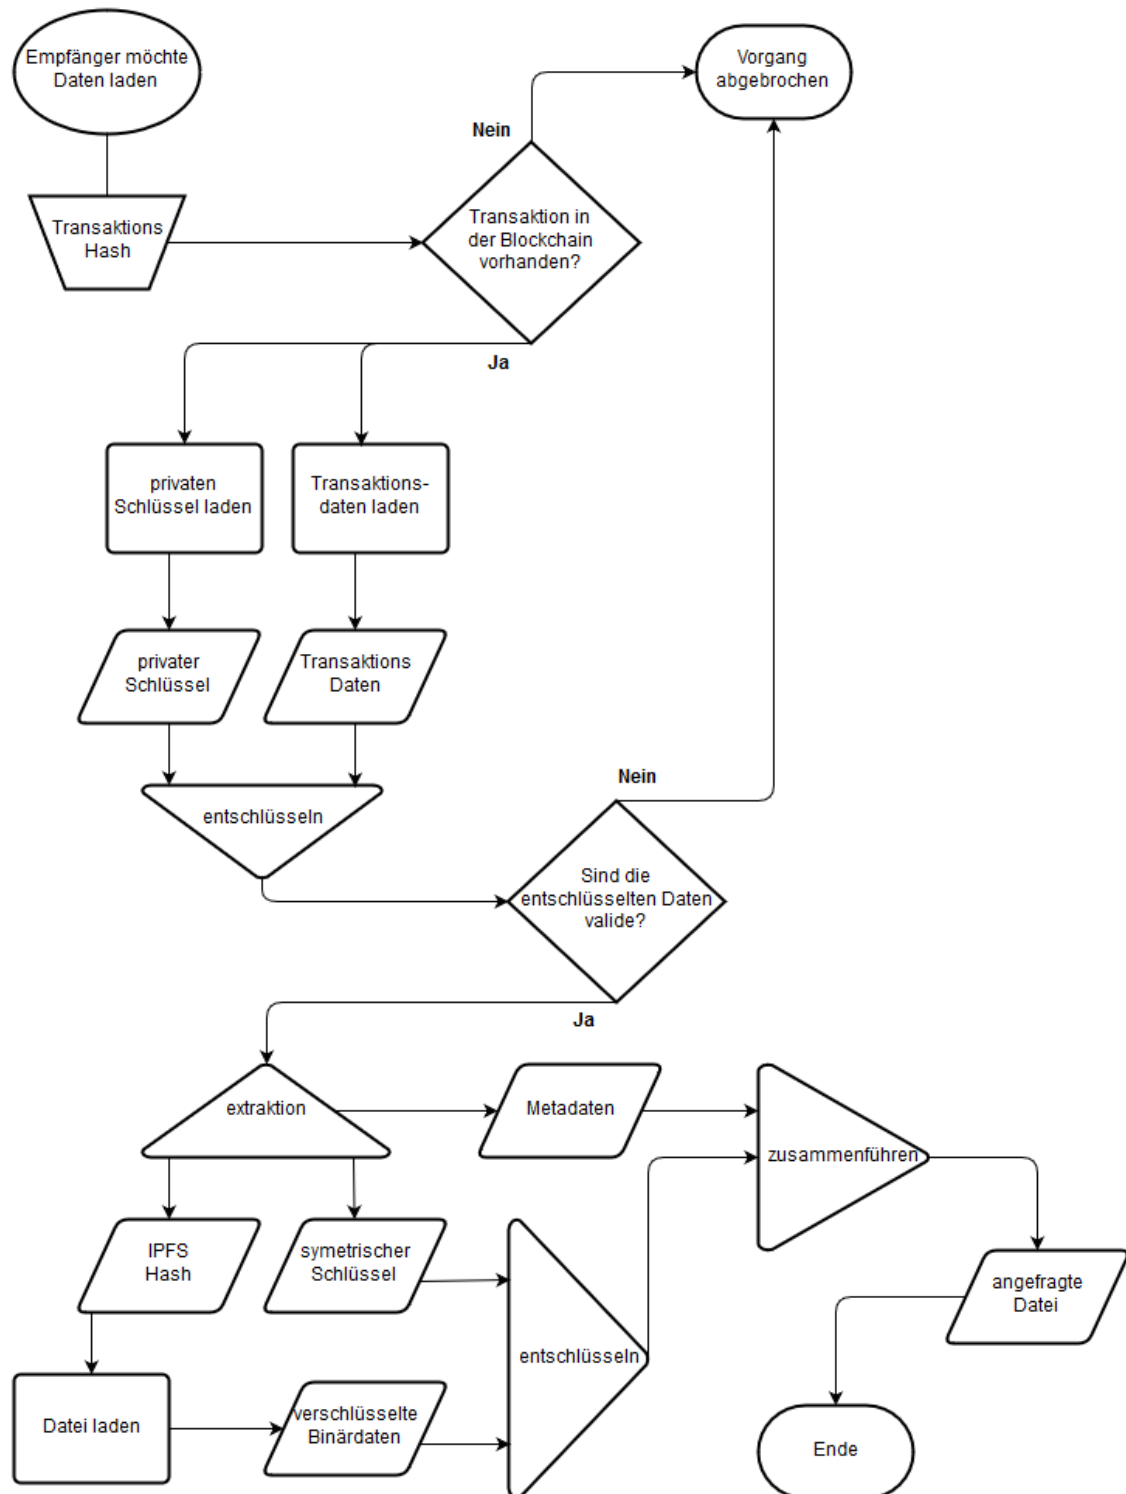 Empfänger möchte
Daten laden
Vorgang
abgebrochen
Nein
Transaktions
Hash
Transaktion in
der Blockchain
vorhanden?
Ja
privaten
Schlüssel laden
Transaktions-
daten laden
privater
Schlüssel
Transaktions
Daten
entschlüsseln
Nein
Sind die
entschlüsselten Daten
valide?
Ja
extraktion
Metadaten
zusammenführen
IPFS
Hash
symetrischer
Schlüssel
angefragte
Datei
entschlüsseln
Datei laden
verschlüsselte
Binärdaten
Ende